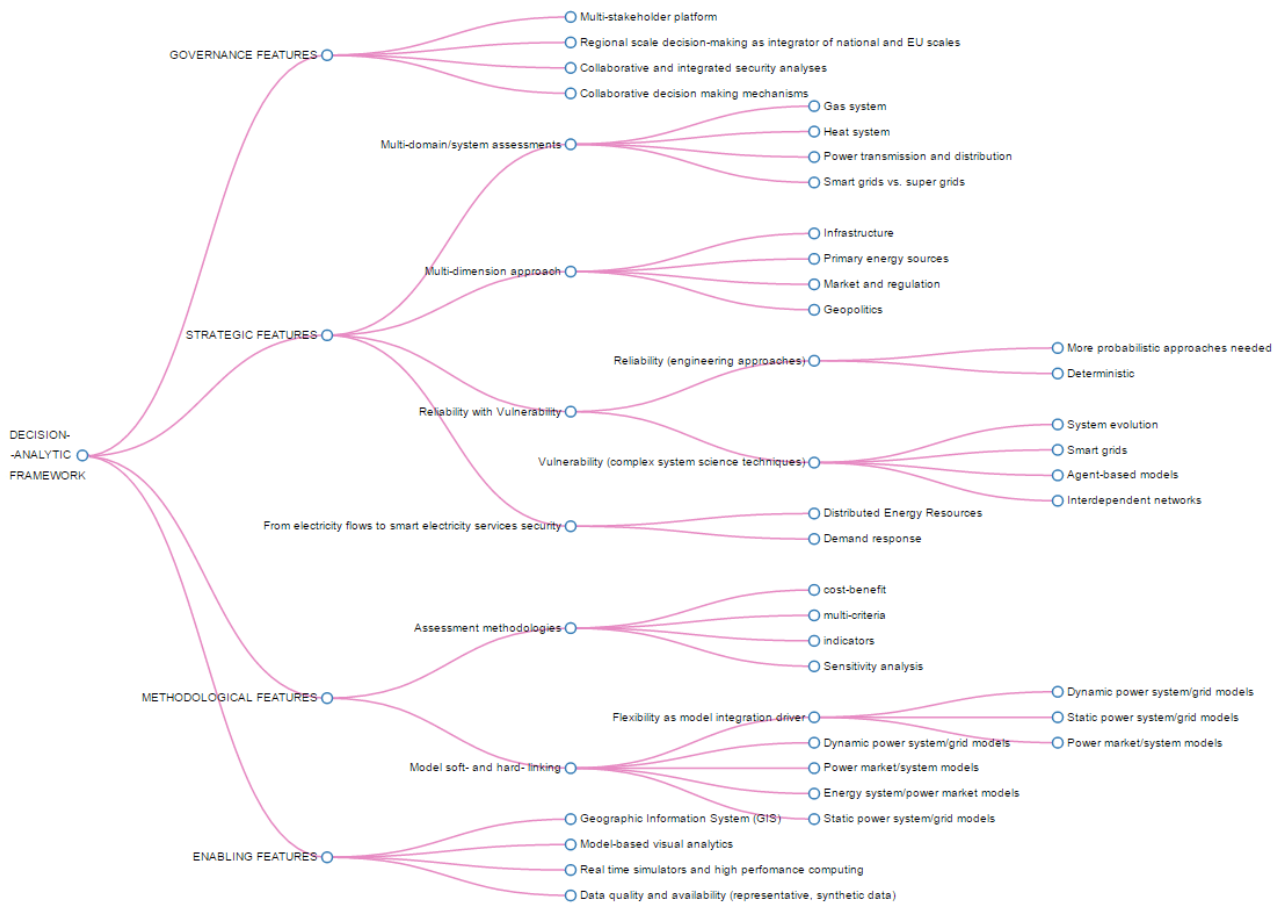 Multi-stakeholder platform
Regional scale decision-making as integrator of national and EU scales
GOVERNANCE FEATURES
Collaborative and integrated security analyses
Collaborative decision making mechanisms
Gas system
Heat system
Multi-domain/system assessments
Power transmission and distribution
Smart grids vs. super grids
Infrastructure
Primary energy sources
Multi-dimension approach
Market and regulation
Geopolitics
STRATEGIC FEATURES
More probabilistic approaches needed
Reliability (engineering approaches)
Deterministic
Reliability with Vulnerability
System evolution
Smart grids
Vulnerability (complex system science techniques)
Agent-based models
Interdependent networks
DECISION-
-ANALYTIC
FRAMEWORK
Distributed Energy Resources
From electricity flows to smart electricity services security
Demand response
cost-benefit
multi-criteria
Assessment methodologies
indicators
Sensitivity analysis
METHODOLOGICAL FEATURES
Dynamic power system/grid models
Flexibility as model integration driver
Static power system/grid models
Power market/system models
Dynamic power system/grid models
Model soft- and hard- linking
Power market/system models
Energy system/power market models
Static power system/grid models
Geographic Information System (GIS)
Model-based visual analytics
ENABLING FEATURES
Real time simulators and high perfomance computing
Data quality and availability (representative, synthetic data)